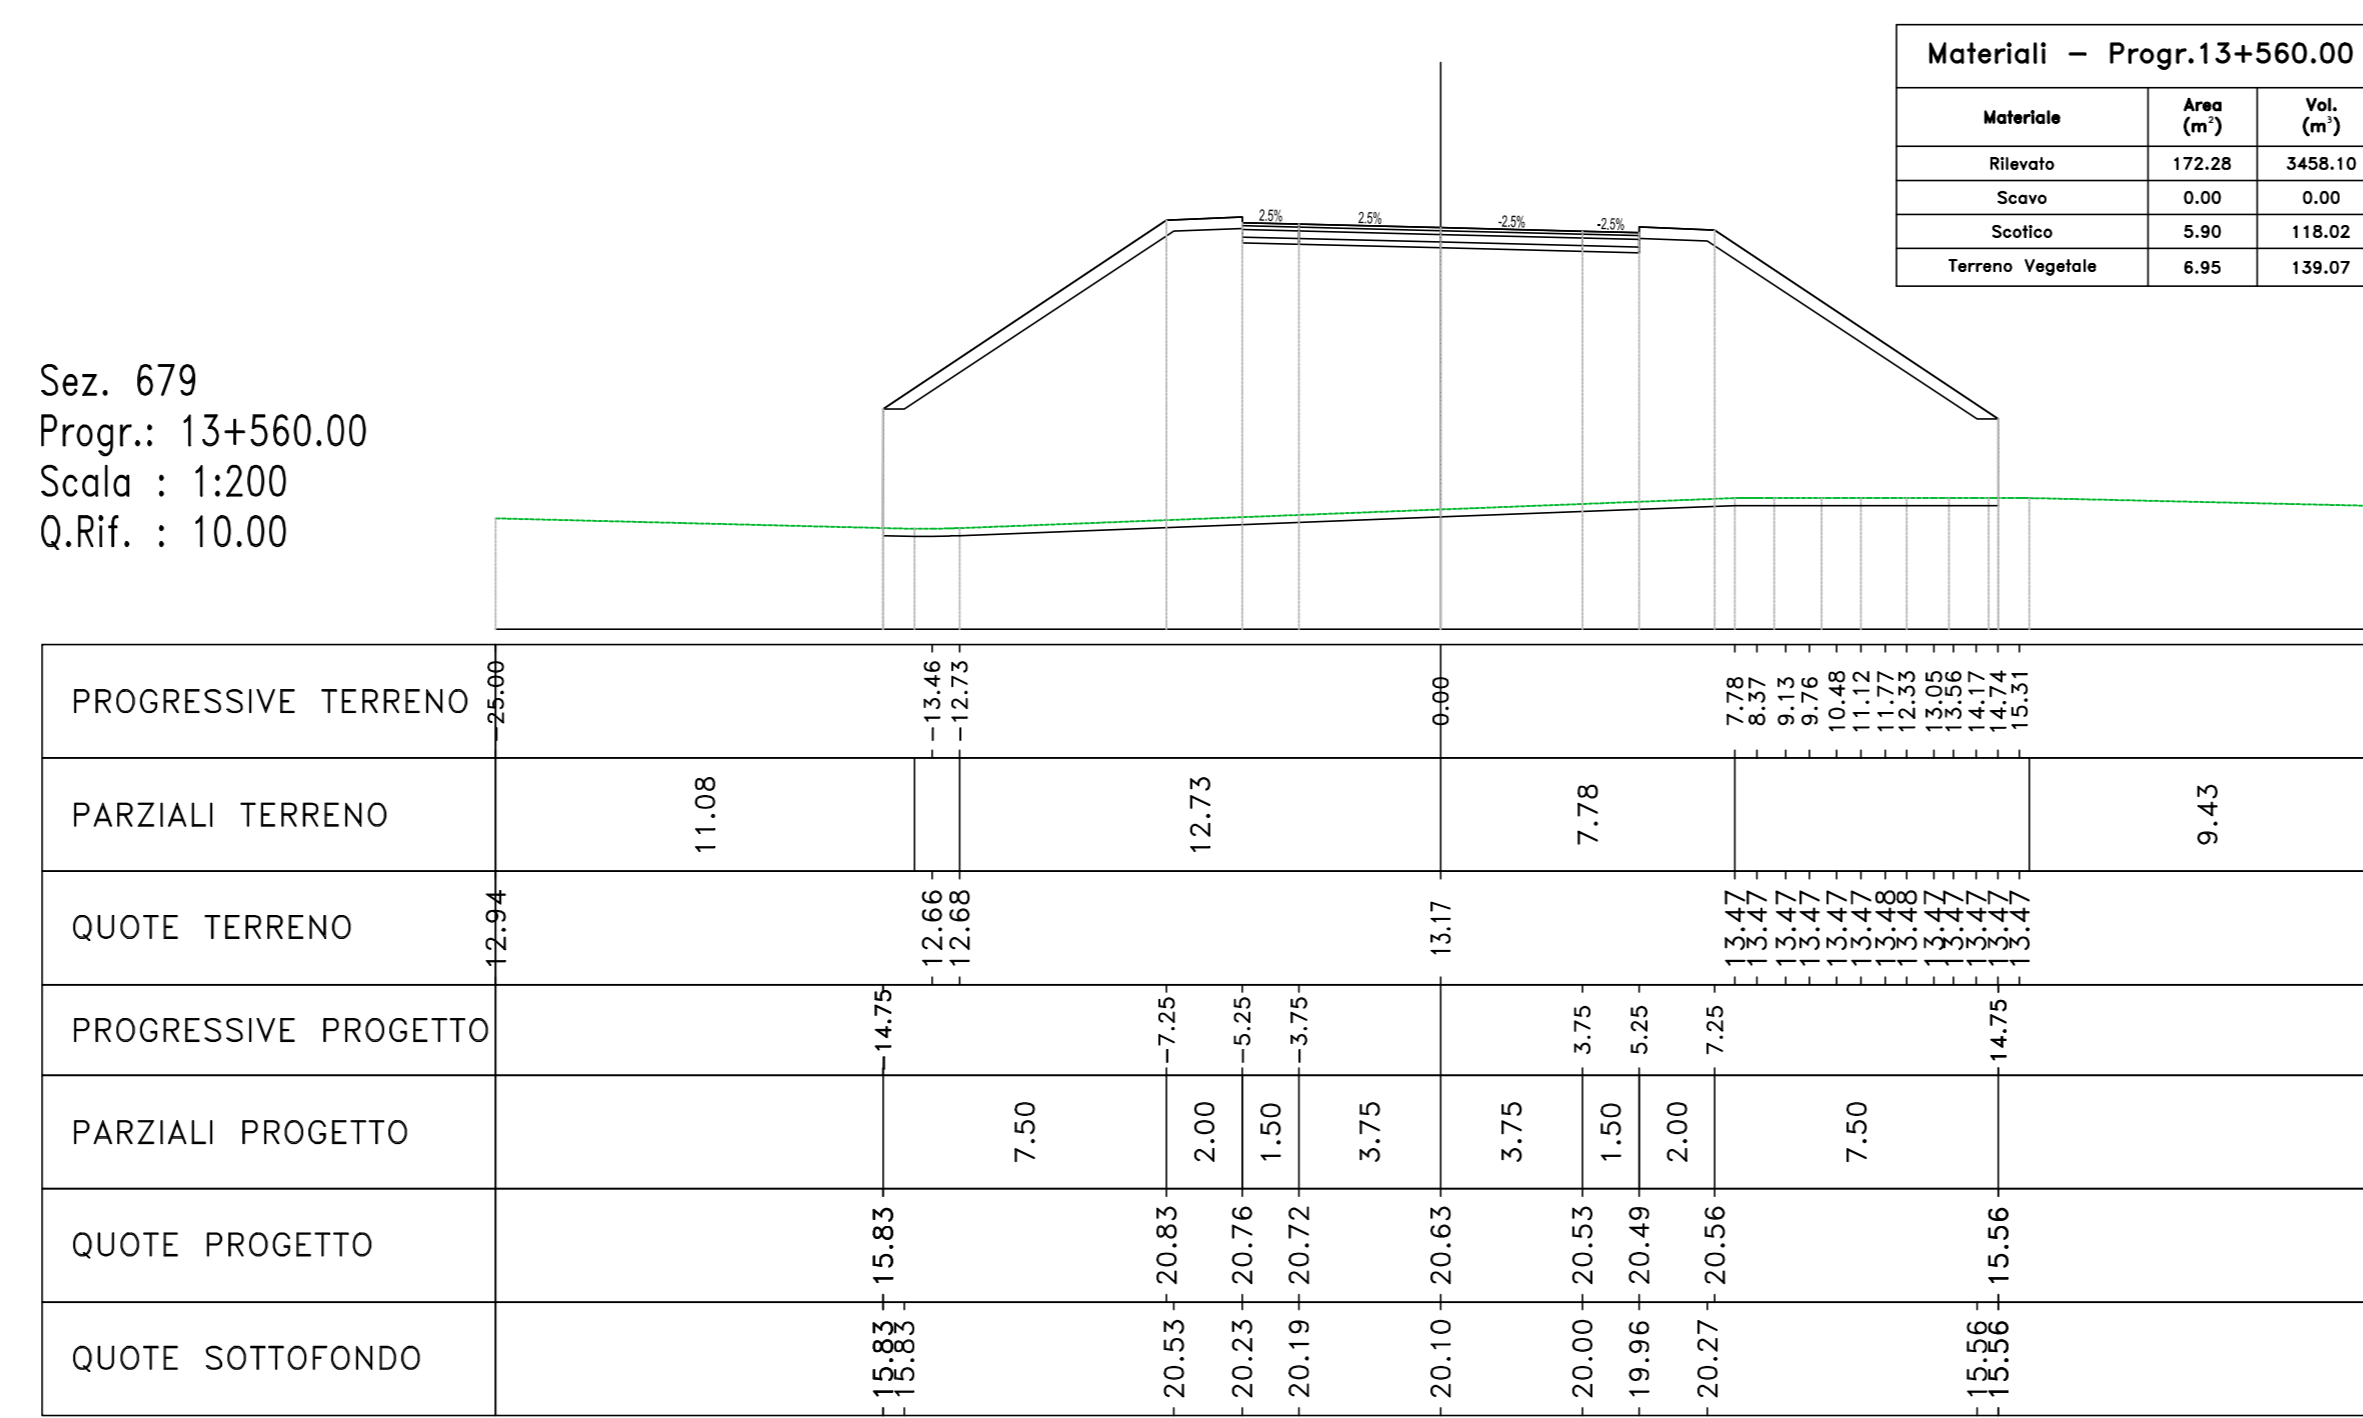 Materiali - Progr.13+560.00
Materiale Area (m²) Vol. (m³)
Rilevato 172.28 3458.10
Scavo 0.00 0.00
Scotico 5.90 118.02
Terreno Vegetale 6.95 139.07
2.5% 2.5% -2.5% -2.5%
Sez. 679
Progr.: 13+560.00
Scala : 1:200
Q.Rif. : 10.00
PROGRESSIVE TERRENO -25.00 -13.46 -12.73 0.00 7.78 8.37 9.13 9.76 10.48 11.12 11.77 12.33 13.05 13.56 14.17 14.74 15.31
PARZIALI TERRENO 11.08 12.73 7.78 9.43
QUOTE TERRENO 12.94 12.66 12.68 13.17 13.47 13.47 13.47 13.47 13.47 13.47 13.48 13.48 13.47 13.47 13.47 13.47 13.47
PROGRESSIVE PROGETTO -14.75 -7.25 -5.25 -3.75 3.75 5.25 7.25 14.75
PARZIALI PROGETTO 7.50 2.00 1.50 3.75 3.75 1.50 2.00 7.50
QUOTE PROGETTO 15.83 20.83 20.76 20.72 20.63 20.53 20.49 20.56 15.56
QUOTE SOTTOFONDO 15.83 15.83 20.53 20.23 20.19 20.10 20.00 19.96 20.27 15.56 15.56